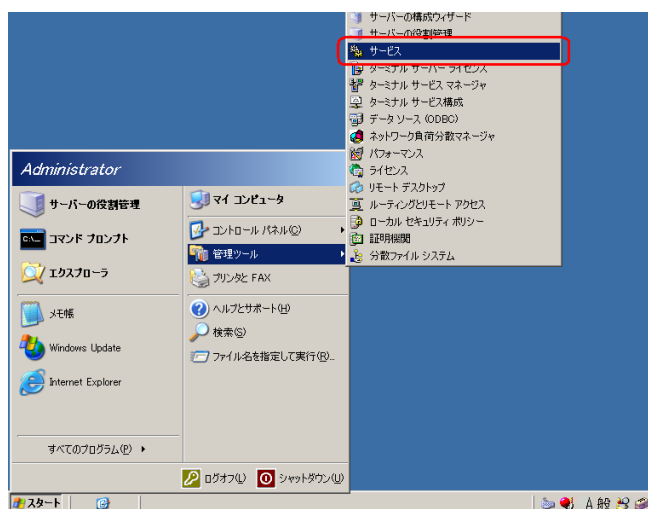 サーバーの構成ウィザード
サーバーの役割管理
サービス
ターミナル サーバー ライセンス
ターミナル サービス マネージャ
ターミナル サービス構成
データ ソース (ODBC)
ネットワーク負荷分散マネージャ
パフォーマンス
ライセンス
リモート デスクトップ
ルーティングとリモート アクセス
ローカル セキュリティ ポリシー
証明機関
分散ファイル システム
Administrator
サーバーの役割管理
コマンド プロンプト
エクスプローラ
メモ帳
Windows Update
Internet Explorer
すべてのプログラム(P)
マイ コンピュータ
コントロール パネル(C)
管理ツール
プリンタと FAX
ヘルプとサポート(H)
検索(S)
ファイル名を指定して実行(R)...
ログオフ(L)
シャットダウン(U)
スタート
A 般